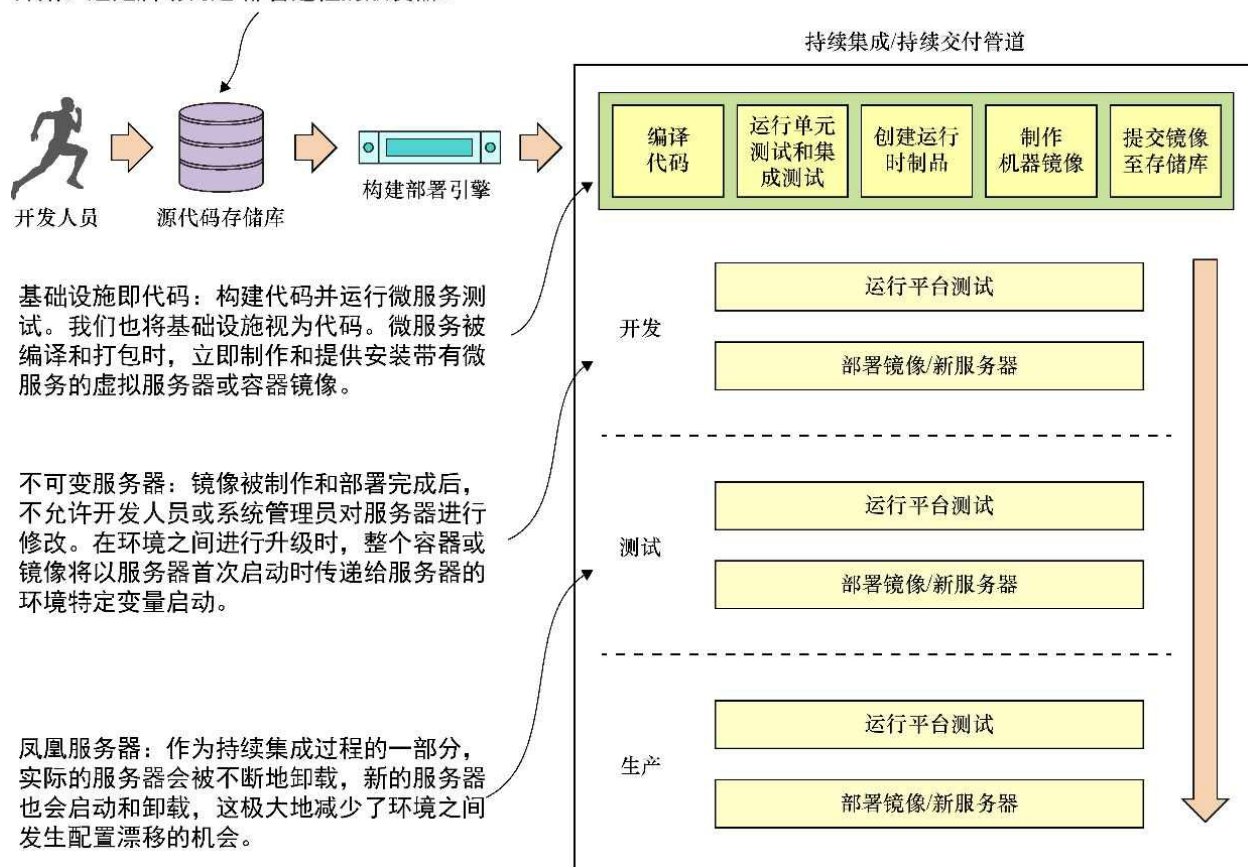 持续集成/持续交付管道
开发人员
源代码存储库
构建部署引擎
编译
代码
运行单元
测试和集
成测试
创建运行
时制品
制作
机器镜像
提交镜像
至存储库
基础设施即代码：构建代码并运行微服务测
试。我们也将基础设施视为代码。微服务被
编译和打包时，立即制作和提供安装带有微
服务的虚拟服务器或容器镜像。
开发
运行平台测试
部署镜像/新服务器
不可变服务器：镜像被制作和部署完成后，
不允许开发人员或系统管理员对服务器进行
修改。在环境之间进行升级时，整个容器或
镜像将以服务器首次启动时传递给服务器的
环境特定变量启动。
测试
运行平台测试
部署镜像/新服务器
凤凰服务器：作为持续集成过程的一部分，
实际的服务器会被不断地卸载，新的服务器
也会启动和卸载，这极大地减少了环境之间
发生配置漂移的机会。
生产
运行平台测试
部署镜像/新服务器